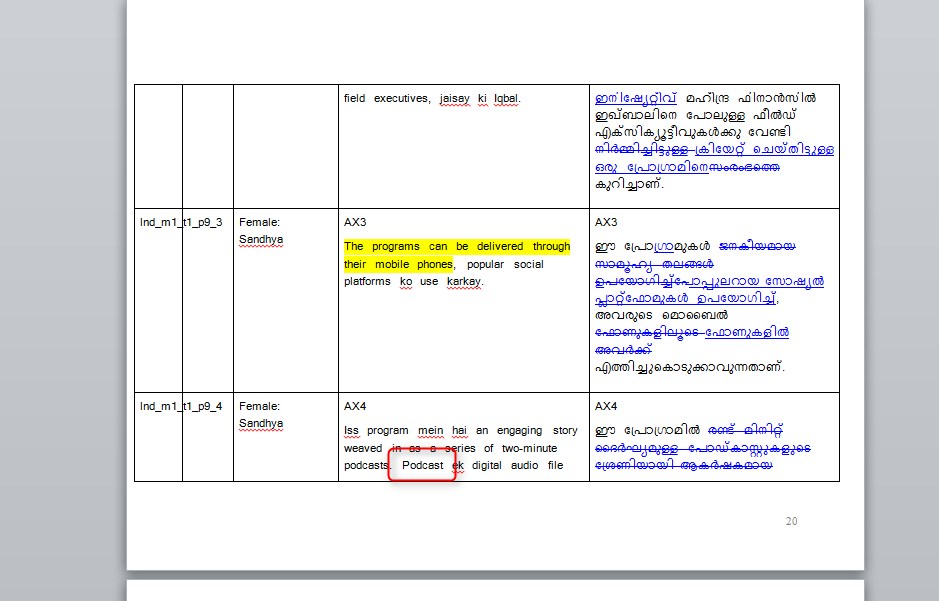 field executives, jaisay ki Iqbal.
ഇനിഷ്യേറ്റിവ് മഹീന്ദ്ര ഫിനാൻസിൽ
ഇഖ്ബാലിനെ പോലുള്ള ഫീൽഡ്
എക്സിക്യൂട്ടീവുകൾക്കു വേണ്ടി
നിർമ്മിച്ചിട്ടുള്ള ക്രിയേറ്റ് ചെയ്തിട്ടുള്ള
ഒരു പ്രോഗ്രാമിനെസംരംഭത്തെ
കുറിച്ചാണ്.
Ind_m1_t1_p9_3
Female:
Sandhya
AX3
The programs can be delivered through
their mobile phones, popular social
platforms ko use karkay.
AX3
ഈ പ്രോഗ്രാമുകൾ ജനകീയമായ
സാമൂഹ്യ തലങ്ങൾ
ഉപയോഗിച്ച്പോപ്പുലറായ സോഷ്യൽ
പ്ലാറ്റ്ഫോമുകൾ ഉപയോഗിച്ച്,
അവരുടെ മൊബൈൽ
ഫോണുകളിലൂടെ ഫോണുകളിൽ
അവർക്ക്
എത്തിച്ചുകൊടുക്കാവുന്നതാണ്.
Ind_m1_t1_p9_4
Female:
Sandhya
AX4
Iss program mein hai an engaging story
weaved in as a series of two-minute
podcasts. Podcast ek digital audio file
AX4
ഈ പ്രോഗ്രാമിൽ രണ്ട് മിനിറ്റ്
ദൈർഘ്യമുള്ള പോഡ്കാസ്റ്റുകളുടെ
ശ്രേണിയായി ആകർഷകമായ
20